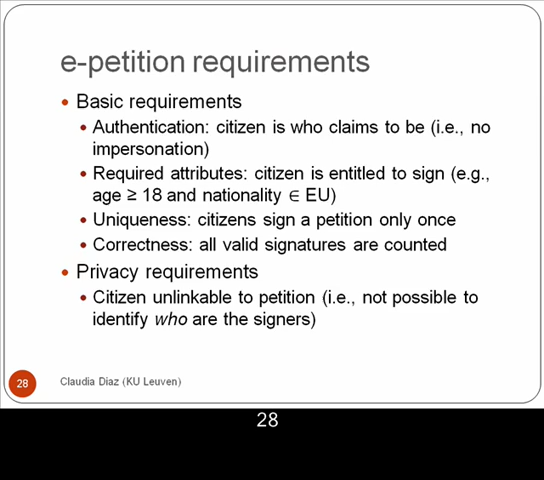 e-petition requirements
• Basic requirements
• Authentication: citizen is who claims to be (i.e., no
impersonation)
• Required attributes: citizen is entitled to sign (e.g.,
age ≥ 18 and nationality ∈ EU)
• Uniqueness: citizens sign a petition only once
• Correctness: all valid signatures are counted
• Privacy requirements
• Citizen unlinkable to petition (i.e., not possible to
identify who are the signers)
28 Claudia Diaz (KU Leuven)
28